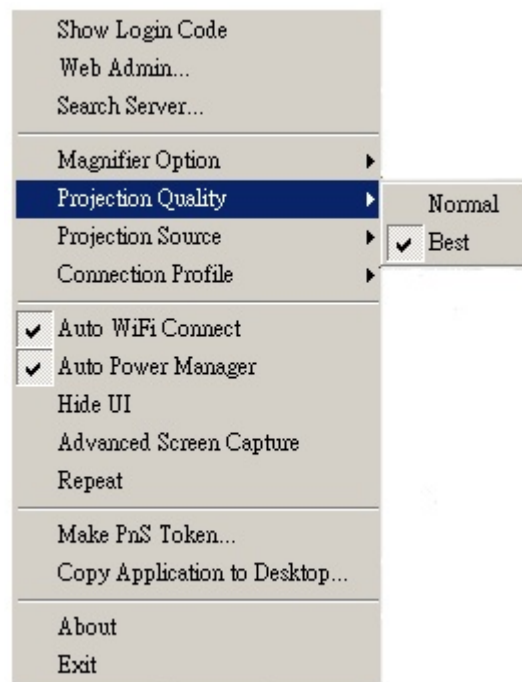 Show Login Code
Web Admin...
Search Server...
Magnifier Option
Projection Quality
Normal
Projection Source
Best
Connection Profile
Auto WiFi Connect
Auto Power Manager
Hide UI
Advanced Screen Capture
Repeat
Make PnS Token...
Copy Application to Desktop...
About
Exit